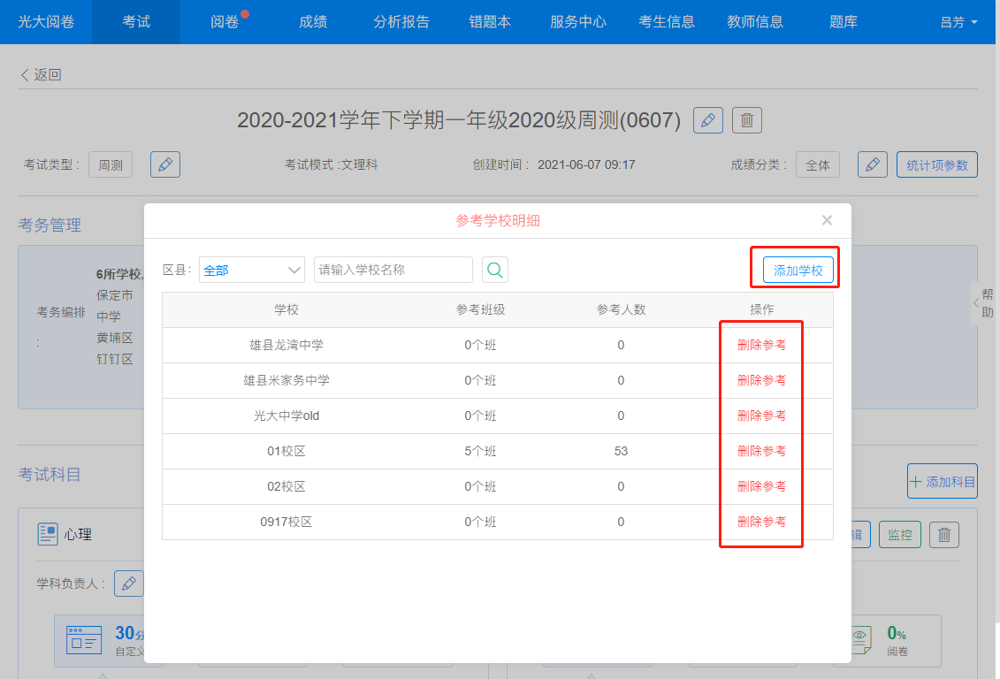 光大阅卷 考试 阅卷 成绩 分析报告 错题本 服务中心 考生信息 教师信息 题库 吕芳
返回
2020-2021学年下学期一年级2020级周测(0607)
考试类型 : 周测 考试模式 :文理科 创建时间 : 2021-06-07 09:17 成绩分类 : 全体 统计项参数
考务管理
考务编排 :
6所学校,
保定市
中学
黄埔区
钉钉区
参考学校明细 ×
区县: 全部 请输入学校名称 添加学校
学校 参考班级 参考人数 操作
雄县龙湾中学 0个班 0 删除参考
雄县米家务中学 0个班 0 删除参考
光大中学old 0个班 0 删除参考
01校区 5个班 53 删除参考
02校区 0个班 0 删除参考
0917校区 0个班 0 删除参考
帮
助
考试科目 添加科目
心理 辑 监控
学科负责人 :
30分 0%
自定义 阅卷